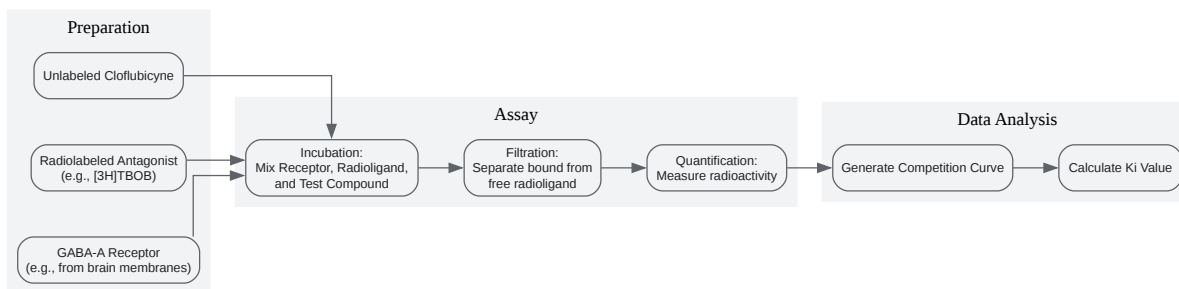 Preparation
Unlabeled Cloflubicyne
Radiolabeled Antagonist
(e.g., [3H]TBOB)
GABA-A Receptor
(e.g., from brain membranes)
Assay
Incubation:
Mix Receptor, Radioligand,
and Test Compound
Filtration:
Separate bound from
free radioligand
Quantification:
Measure radioactivity
Data Analysis
Generate Competition Curve
Calculate Ki Value